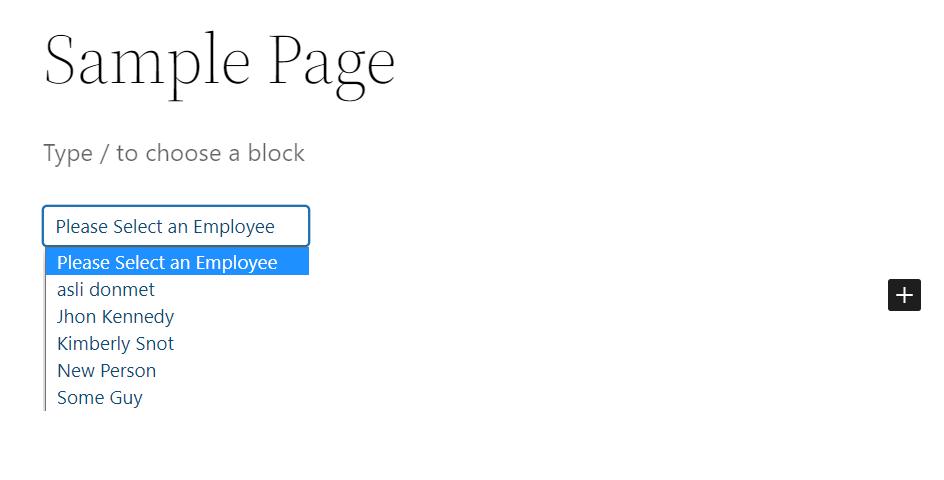 Sample Page
Type / to choose a block
Please Select an Employee
Please Select an Employee
asli donmet
Jhon Kennedy
Kimberly Snot
New Person
Some Guy